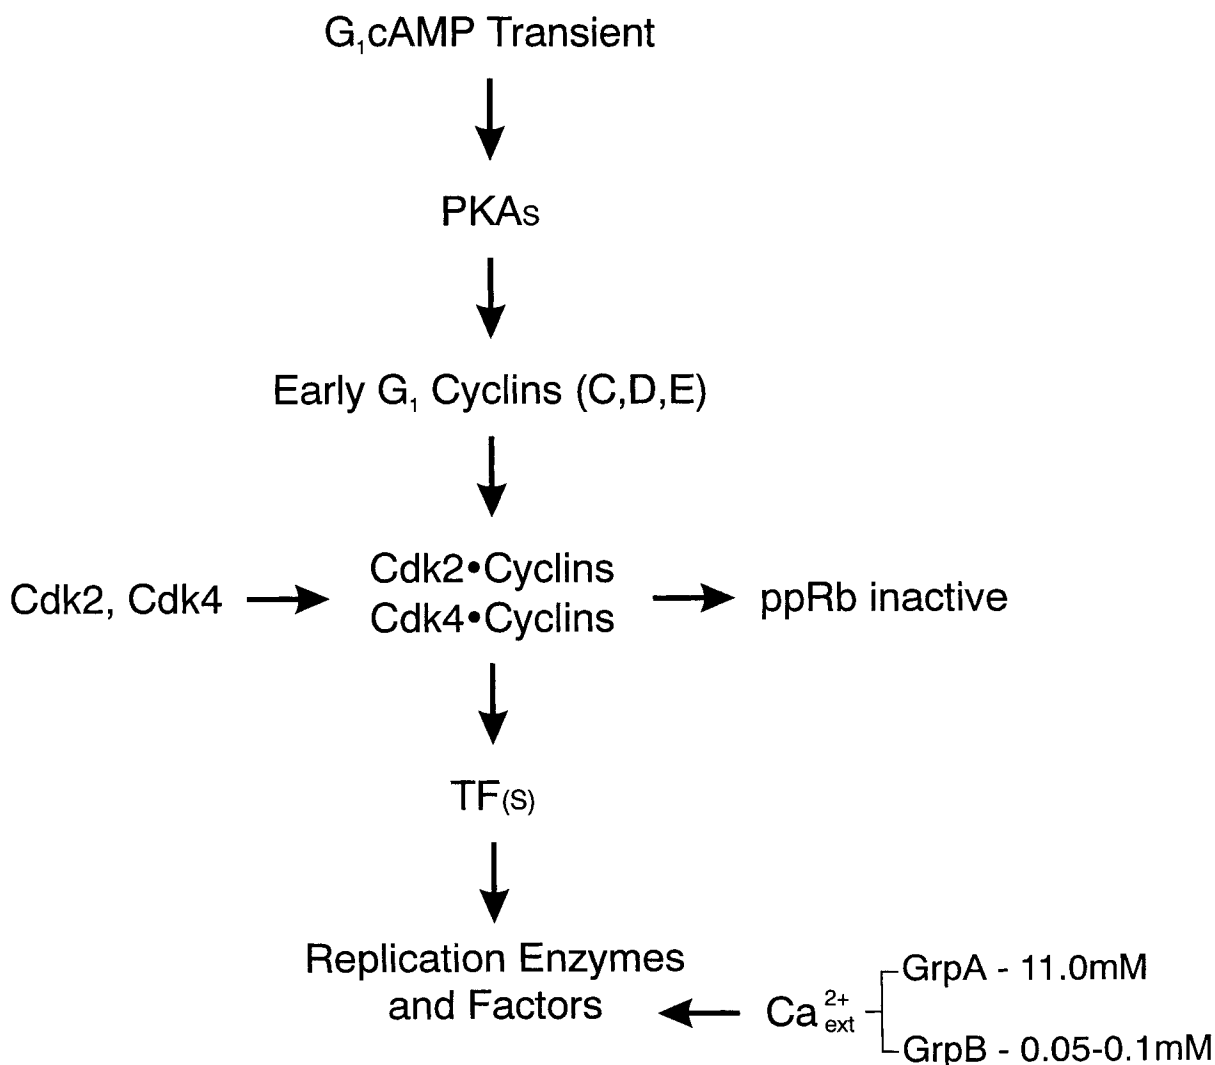 G₁cAMP Transient
PKAs
Early G₁ Cyclins (C,D,E)
Cdk2•Cyclins
Cdk2, Cdk4
Cdk4•Cyclins
ppRb inactive
TF(S)
Replication Enzymes
and Factors
Ca²⁺ext
GrpA - 11.0mM
GrpB - 0.05-0.1mM